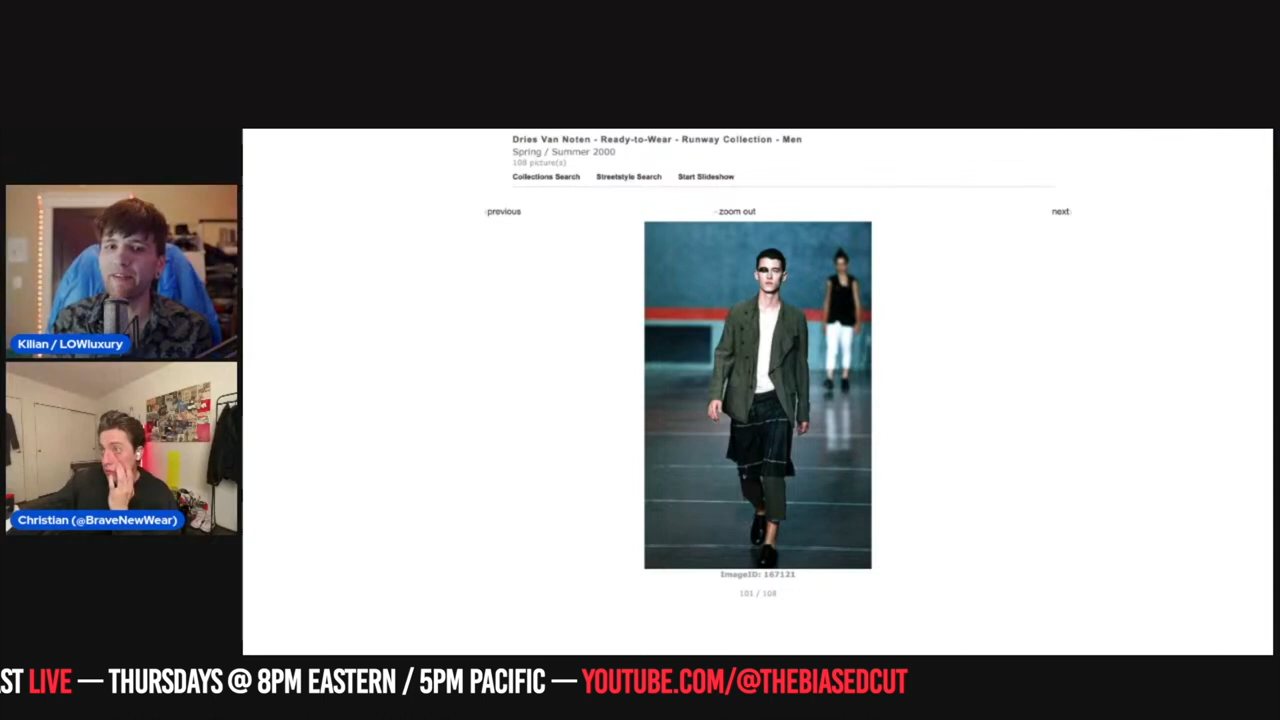 Dries Van Noten - Ready-to-Wear - Runway Collection - Men
Spring / Summer 2000
108 picture(s)
Collections Search Streetstyle Search Start Slideshow
previous zoom out next
Kilian / LOWluxury
Christian (@BraveNewWear)
ImageID: 167121
101 / 108
ST LIVE — THURSDAYS @ 8PM EASTERN / 5PM PACIFIC — YOUTUBE.COM/@THEBIASEDCUT